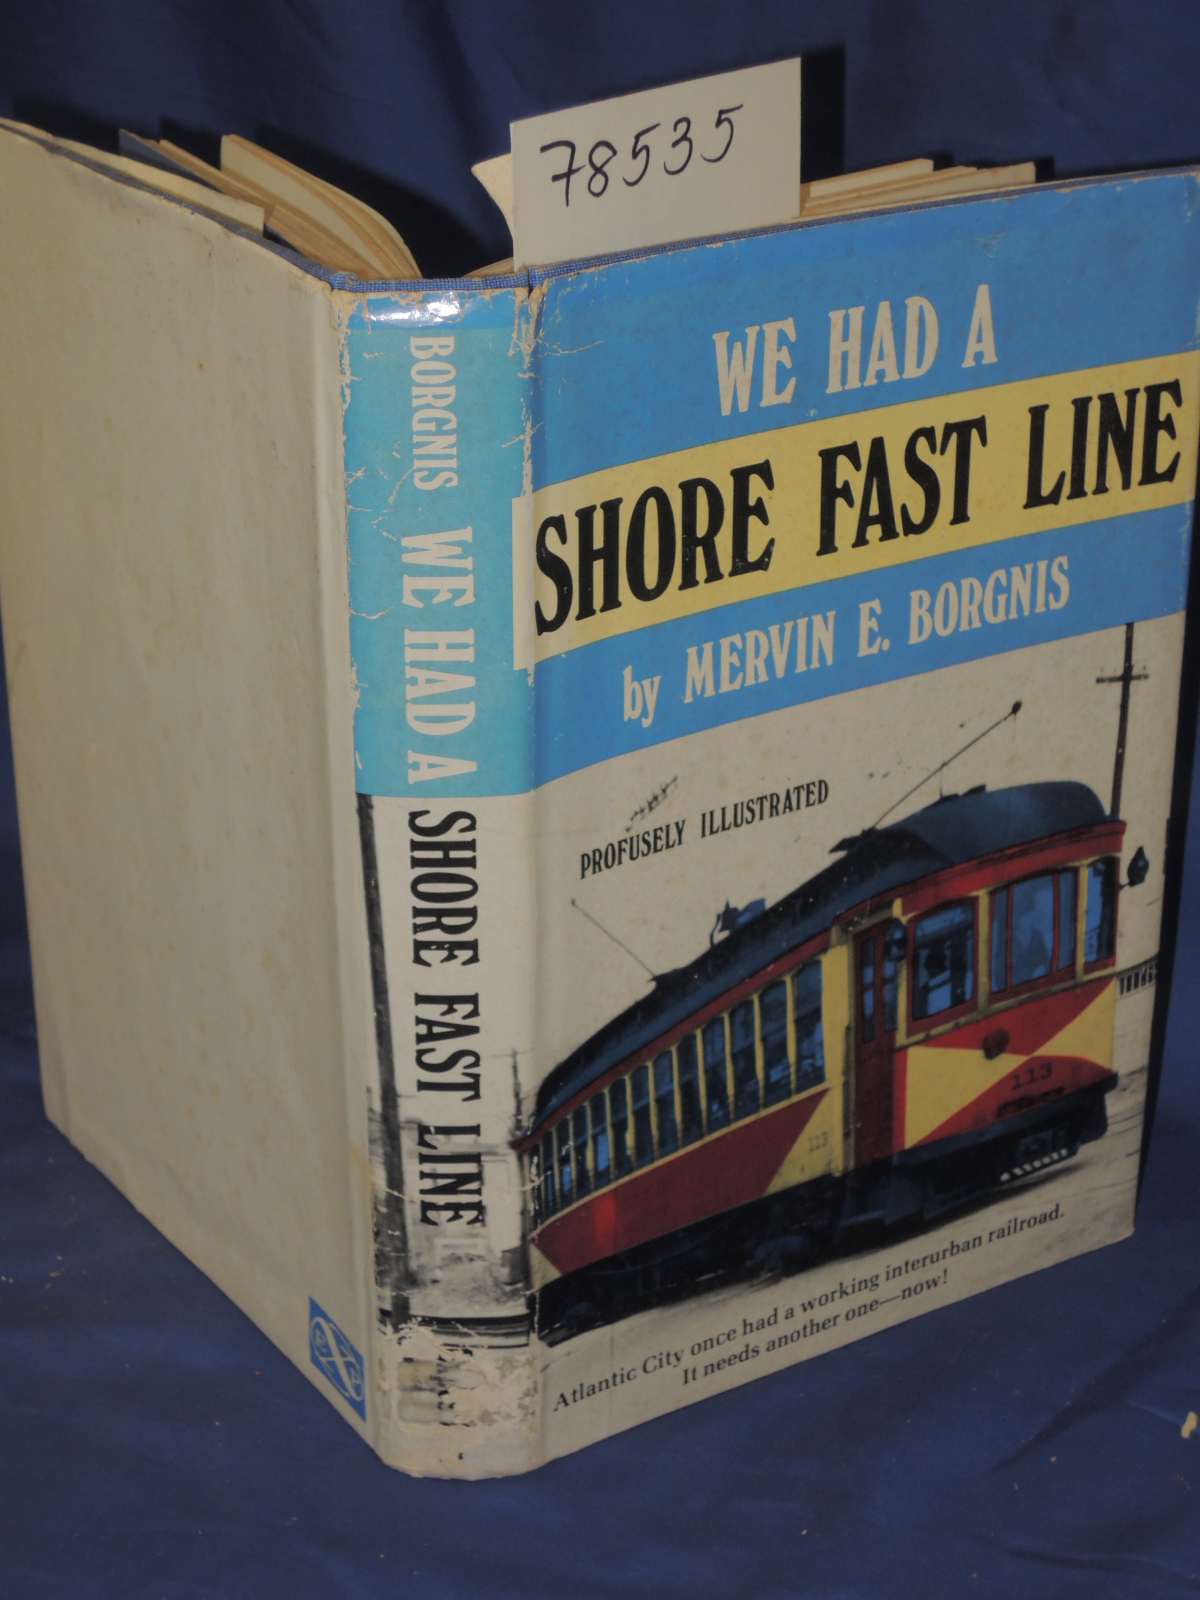 78535
WE HAD A
SHORE FAST LINE
by MERVIN E. BORGNIS
PROFUSELY ILLUSTRATED
113
113
Atlantic City once had a working interurban railroad.
It needs another one—now!
BORGNIS WE HAD A SHORE FAST LINE